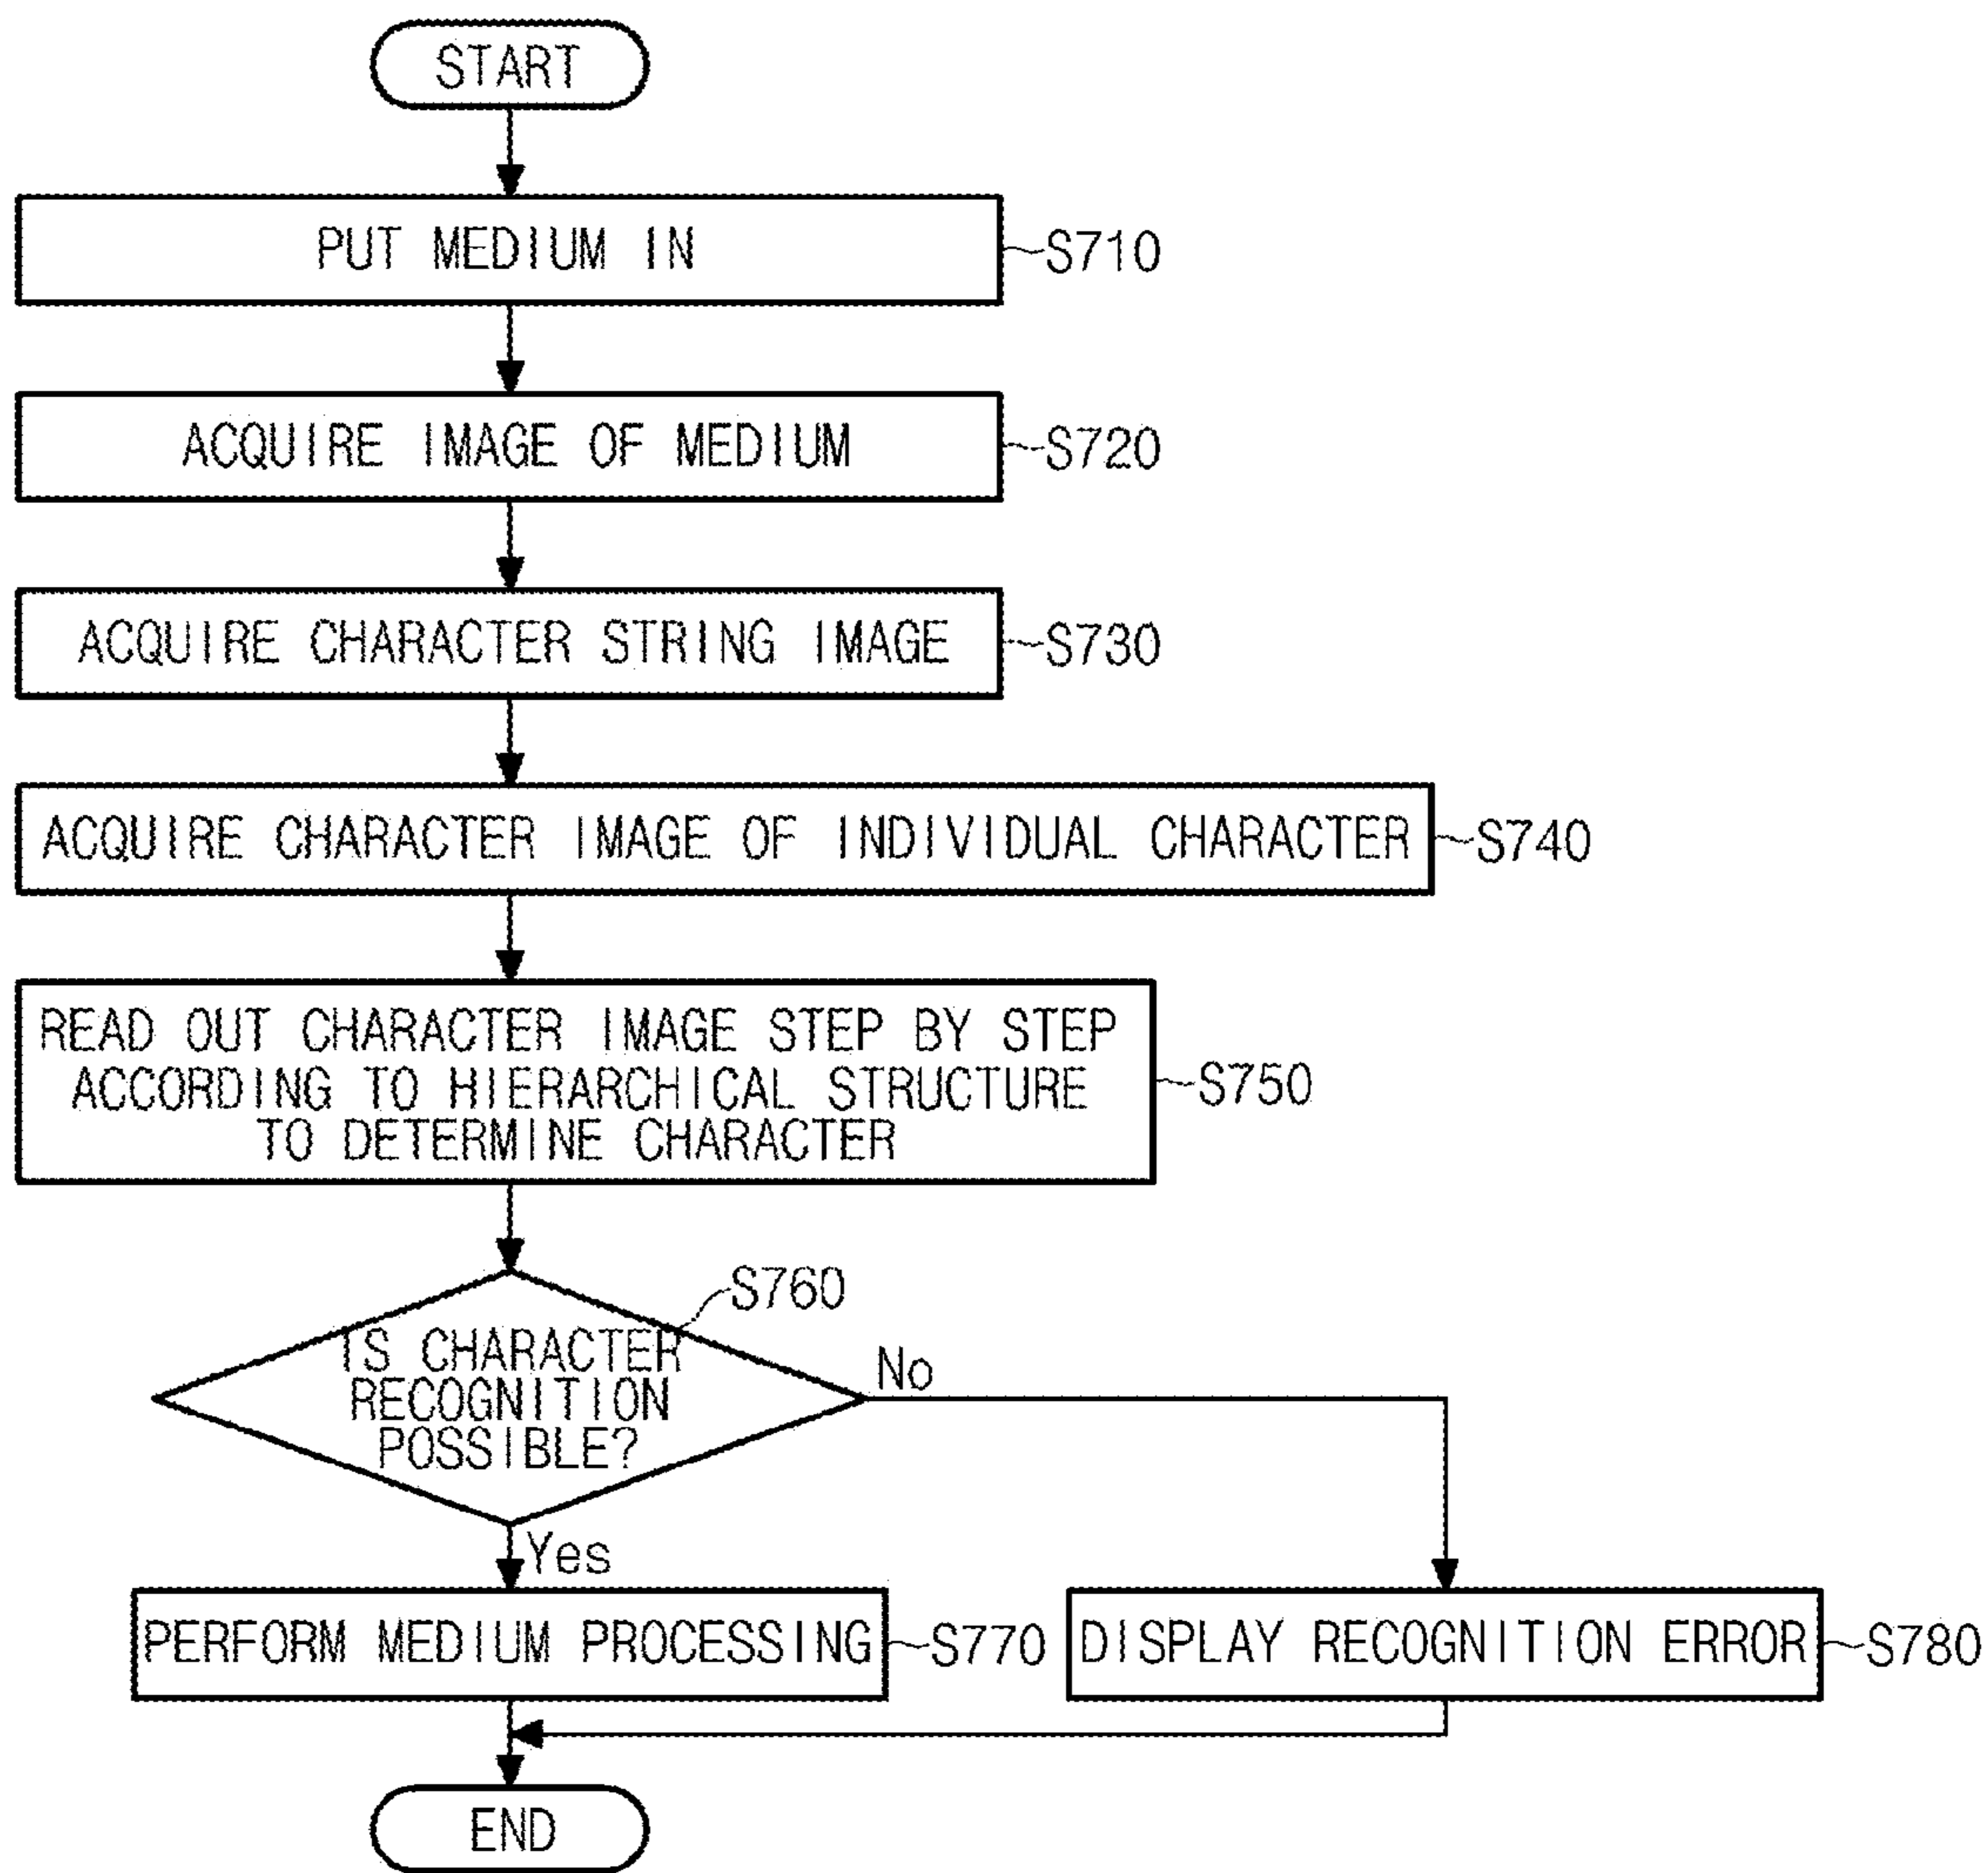 START
PUT MEDIUM IN
S710
ACQUIRE IMAGE OF MEDIUM
S720
ACQUIRE CHARACTER STRING IMAGE
S730
ACQUIRE CHARACTER IMAGE OF INDIVIDUAL CHARACTER
S740
READ OUT CHARACTER IMAGE STEP BY STEP
ACCORDING TO HIERARCHICAL STRUCTURE
TO DETERMINE CHARACTER
S750
S760
IS CHARACTER
RECOGNITION
POSSIBLE?
No
Yes
PERFORM MEDIUM PROCESSING
S770
DISPLAY RECOGNITION ERROR
S780
END